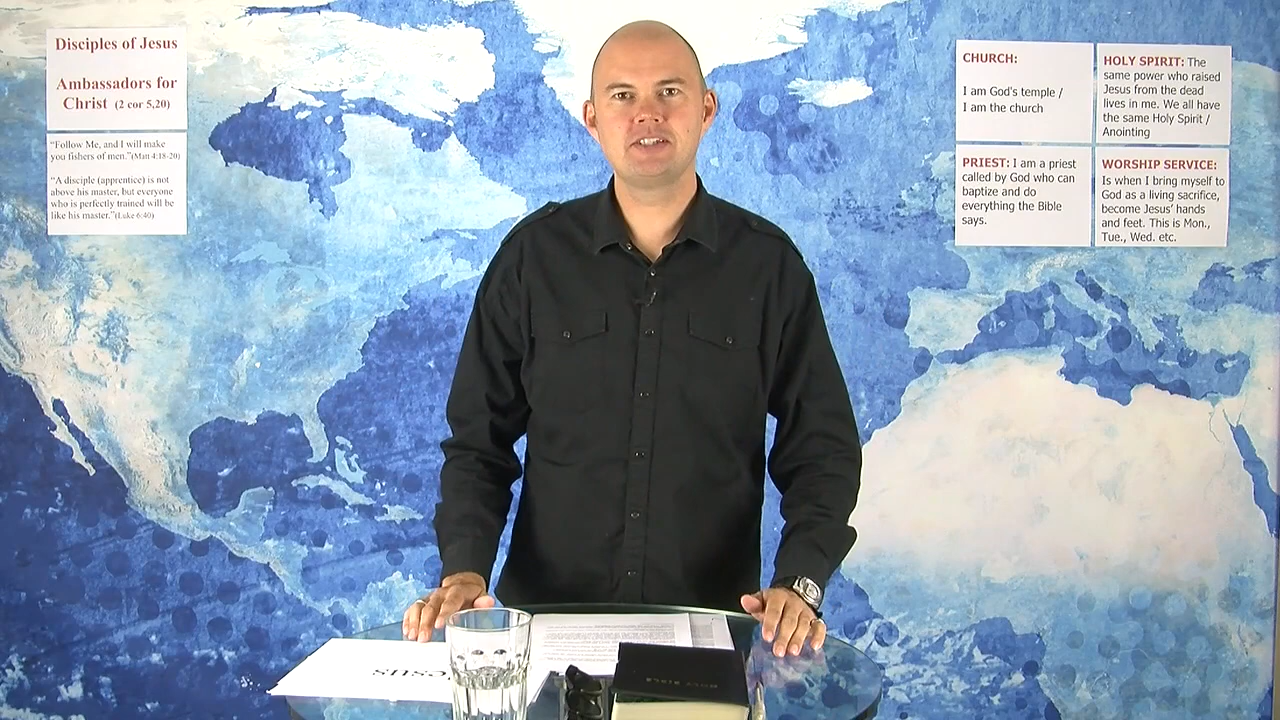 Disciples of Jesus
Ambassadors for
Christ (2 cor 5,20)
“Follow Me, and I will make
you fishers of men.”(Matt 4:18-20)
“A disciple (apprentice) is not
above his master, but everyone
who is perfectly trained will be
like his master.”(Luke 6:40)
CHURCH:
I am God's temple /
I am the church
HOLY SPIRIT: The
same power who raised
Jesus from the dead
lives in me. We all have
the same Holy Spirit /
Anointing
PRIEST: I am a priest
called by God who can
baptize and do
everything the Bible
says.
WORSHIP SERVICE:
Is when I bring myself to
God as a living sacrifice,
become Jesus’ hands
and feet. This is Mon.,
Tue., Wed. etc.
HOLY BIBLE